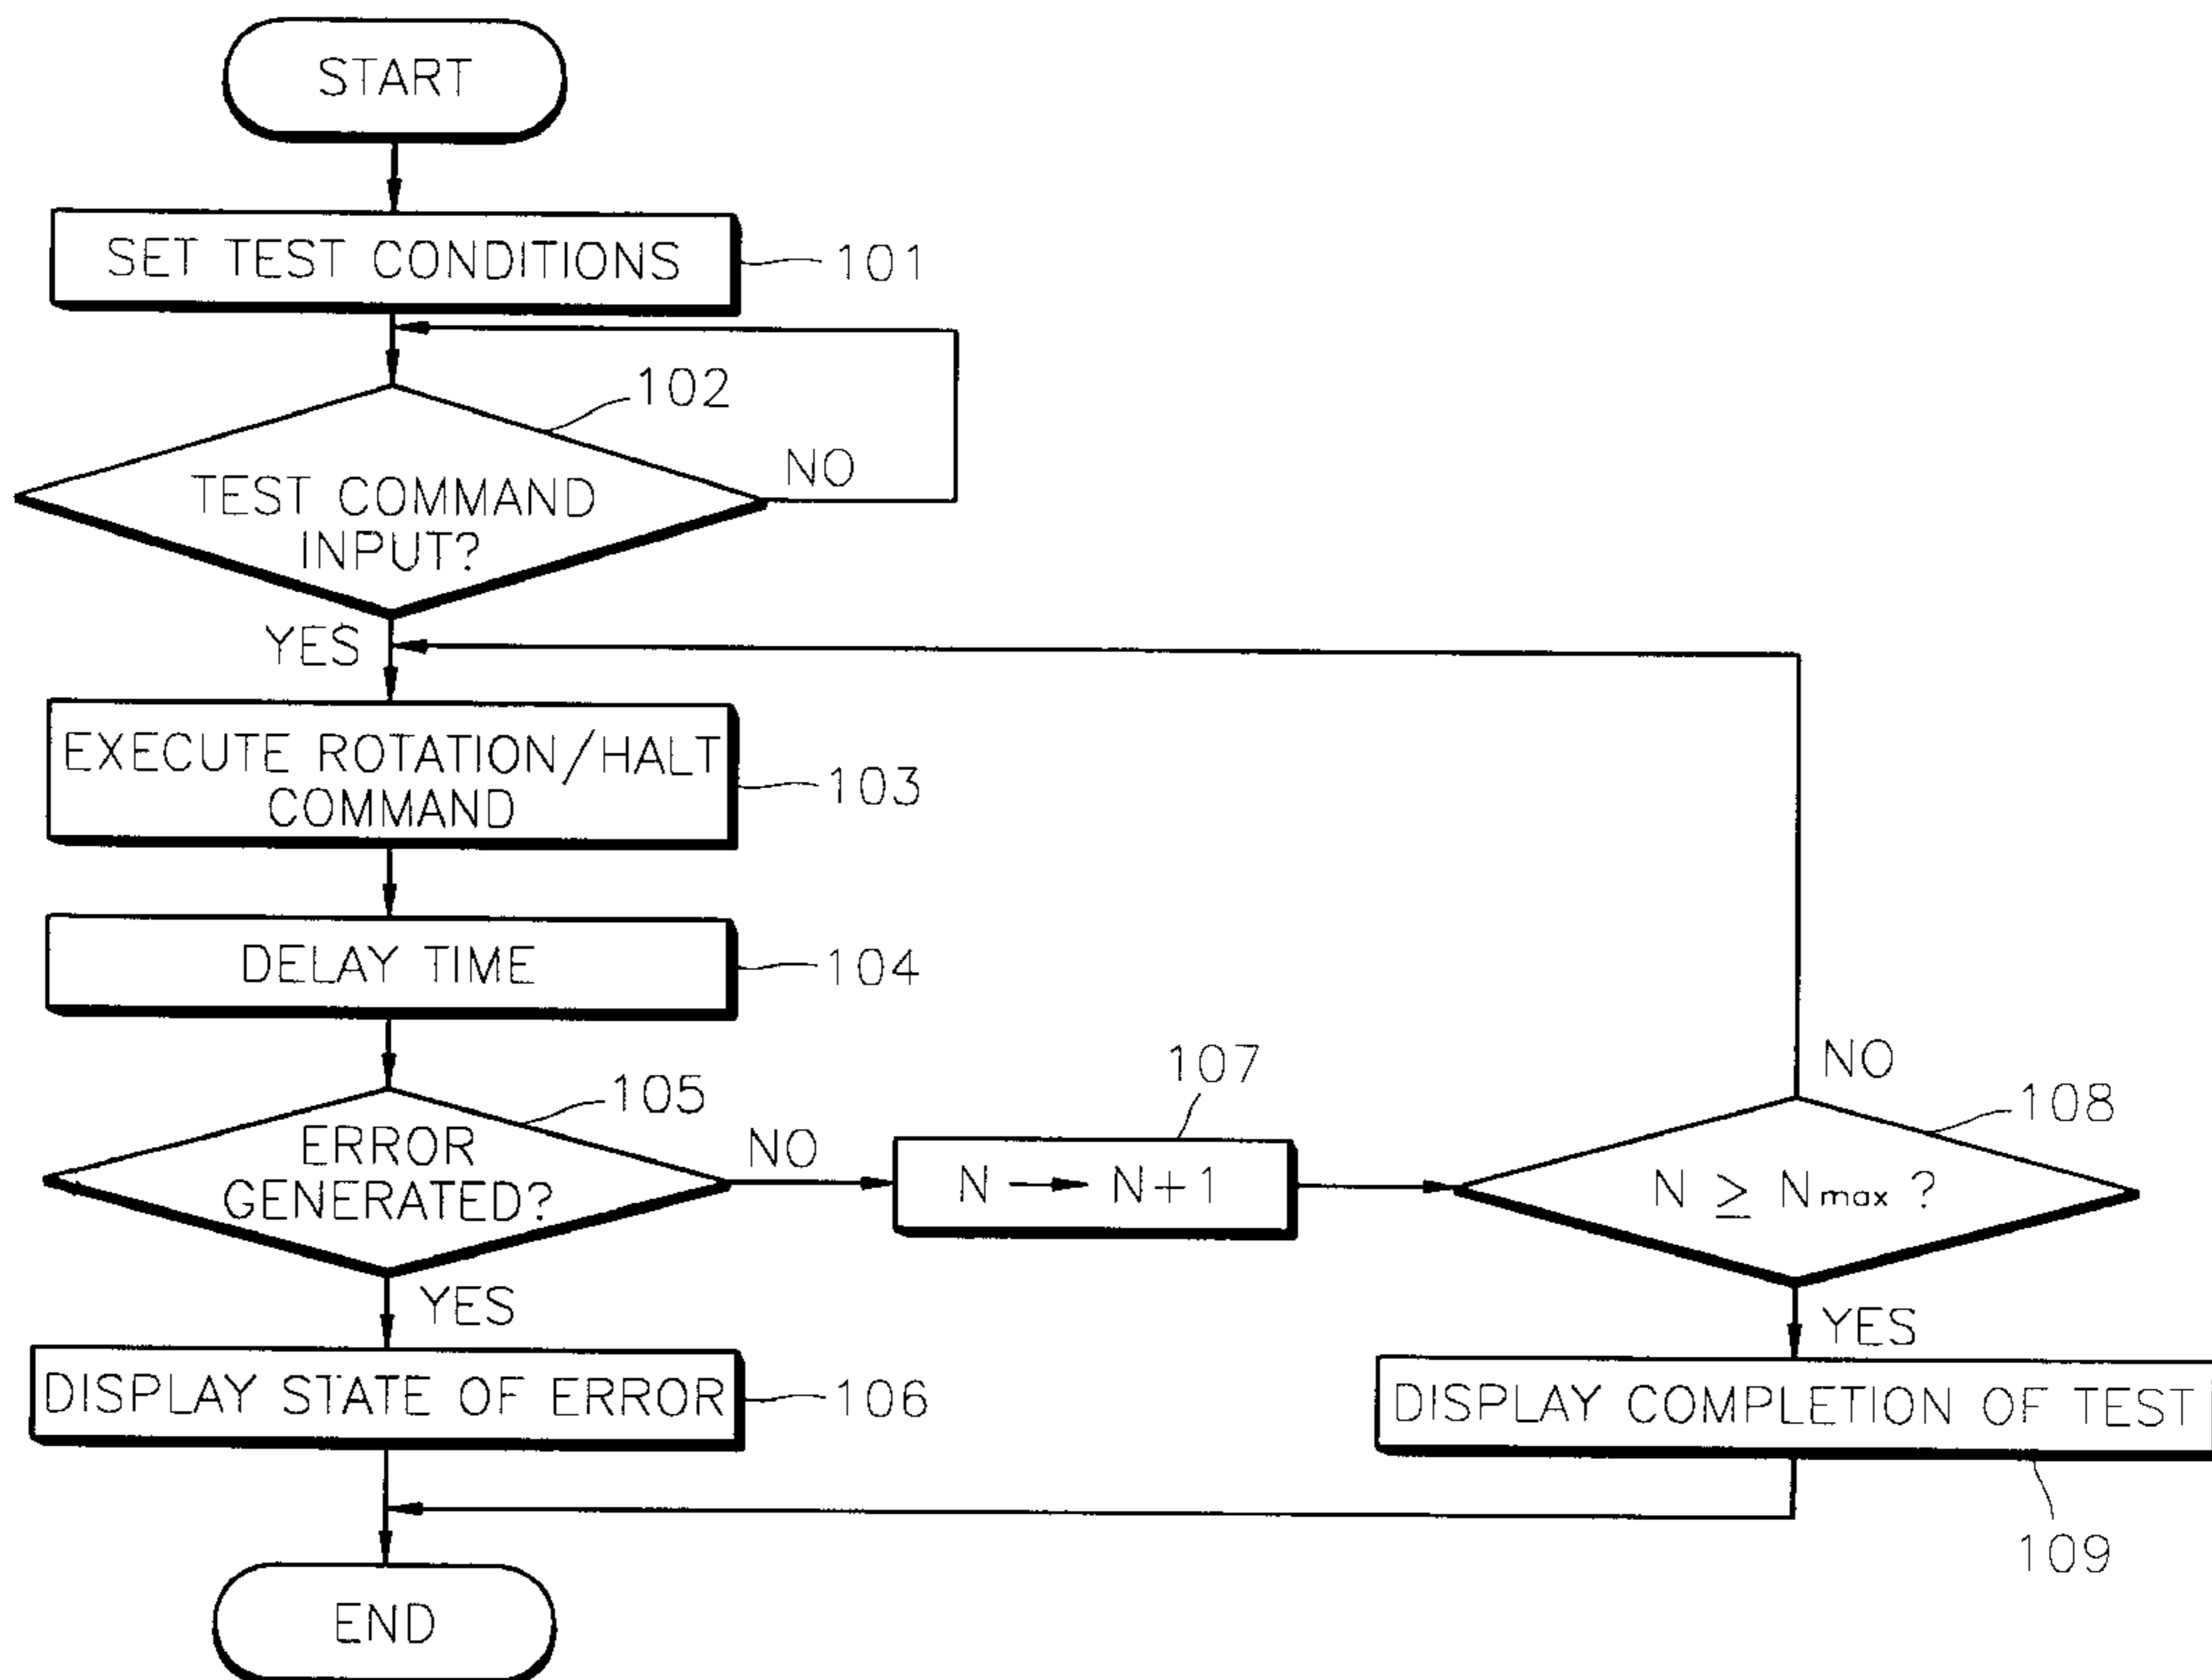 START
SET TEST CONDITIONS
101
102
TEST COMMAND
INPUT?
NO
YES
EXECUTE ROTATION/HALT
COMMAND
103
DELAY TIME
104
105
ERROR
GENERATED?
NO
YES
107
N → N+1
NO
108
N ≥ Nmax ?
YES
DISPLAY STATE OF ERROR
106
DISPLAY COMPLETION OF TEST
109
END